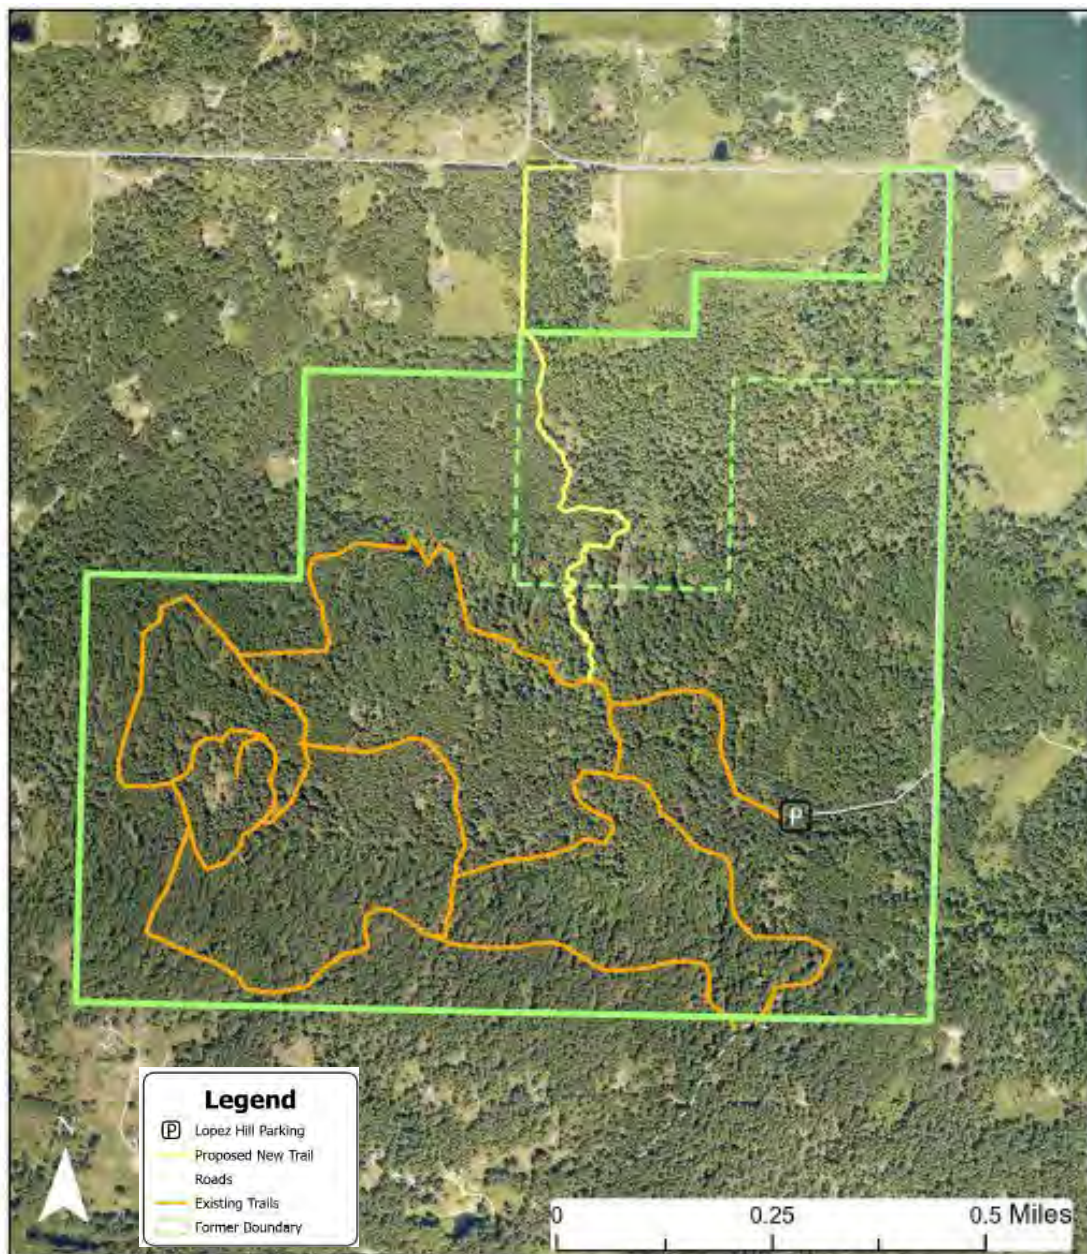 Legend
P Lopez Hill Parking
Proposed New Trail
Roads
Existing Trails
Former Boundary
P
N
0 0.25 0.5 Miles